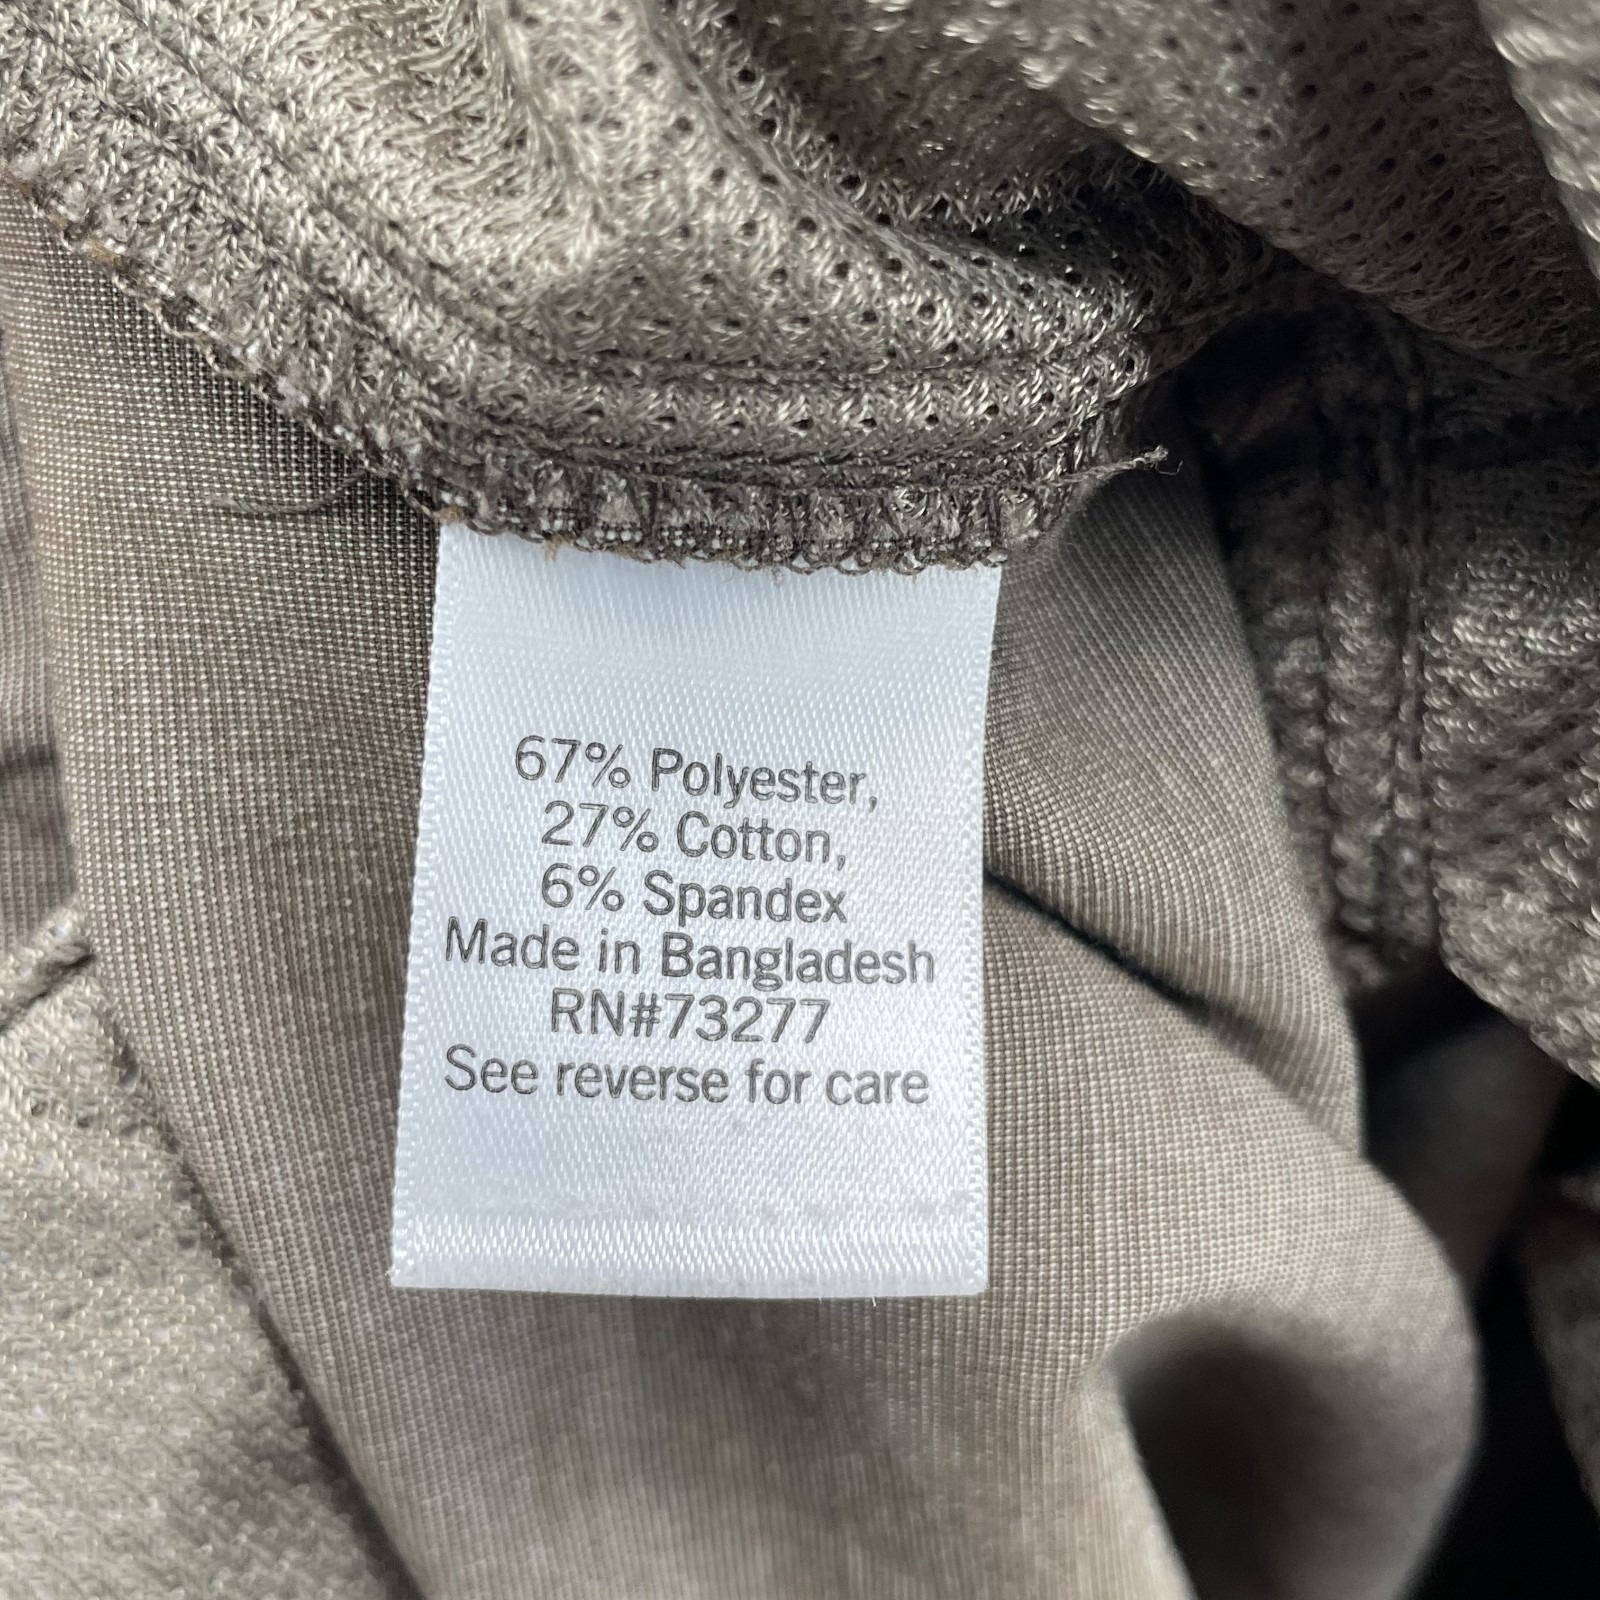 67% Polyester,
27% Cotton,
6% Spandex
Made in Bangladesh
RN#73277
See reverse for care